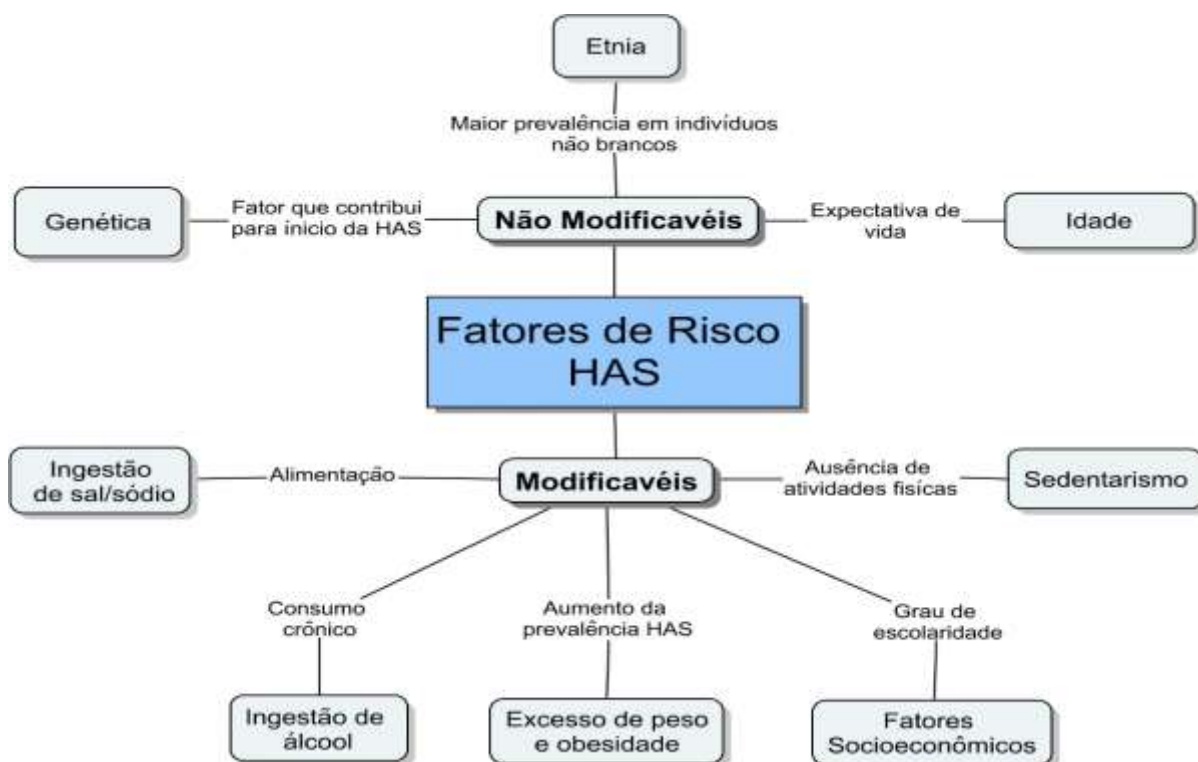 Etnia
Maior prevalência em indivíduos
não brancos
Genética
Fator que contribui
para ínicio da HAS
Não Modificavéis
Expectativa de
vida
Idade
Fatores de Risco
HAS
Ingestão
de sal/sódio
Alimentação
Modificavéis
Ausência de
atividades fisícas
Sedentarismo
Consumo
crônico
Aumento da
prevalência HAS
Grau de
escolaridade
Ingestão de
álcool
Excesso de peso
e obesidade
Fatores
Socioeconômicos